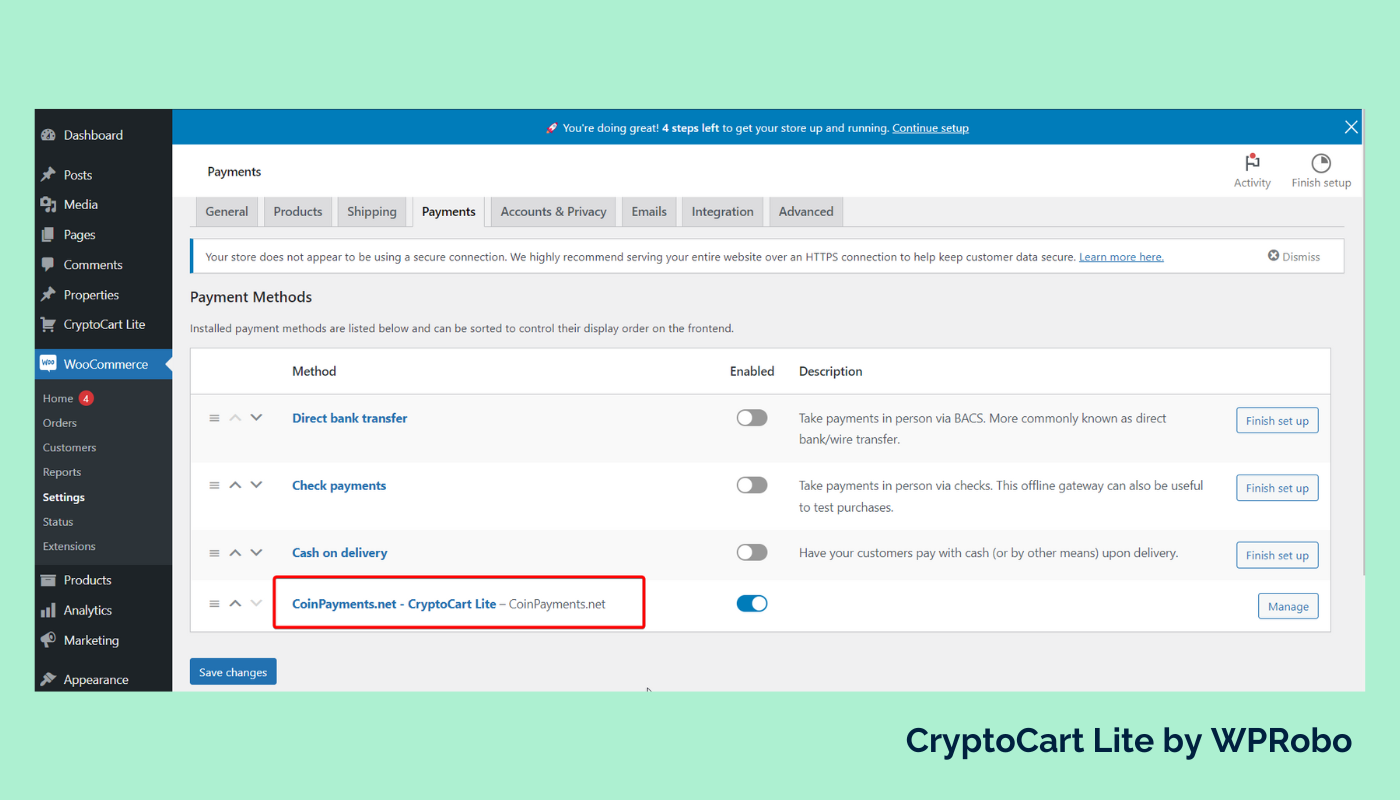 🚀 You're doing great! 4 steps left to get your store up and running. Continue setup
Dashboard
Posts
Media
Pages
Comments
Properties
CryptoCart Lite
Woo WooCommerce
Home 4
Orders
Customers
Reports
Settings
Status
Extensions
Products
Analytics
Marketing
Appearance
Payments
Activity
Finish setup
General Products Shipping Payments Accounts & Privacy Emails Integration Advanced
Your store does not appear to be using a secure connection. We highly recommend serving your entire website over an HTTPS connection to help keep customer data secure. Learn more here. Dismiss
Payment Methods
Installed payment methods are listed below and can be sorted to control their display order on the frontend.
Method Enabled Description
Direct bank transfer Take payments in person via BACS. More commonly known as direct
bank/wire transfer.
Finish set up
Check payments Take payments in person via checks. This offline gateway can also be useful
to test purchases.
Finish set up
Cash on delivery Have your customers pay with cash (or by other means) upon delivery. Finish set up
CoinPayments.net - CryptoCart Lite – CoinPayments.net Manage
Save changes
CryptoCart Lite by WPRobo